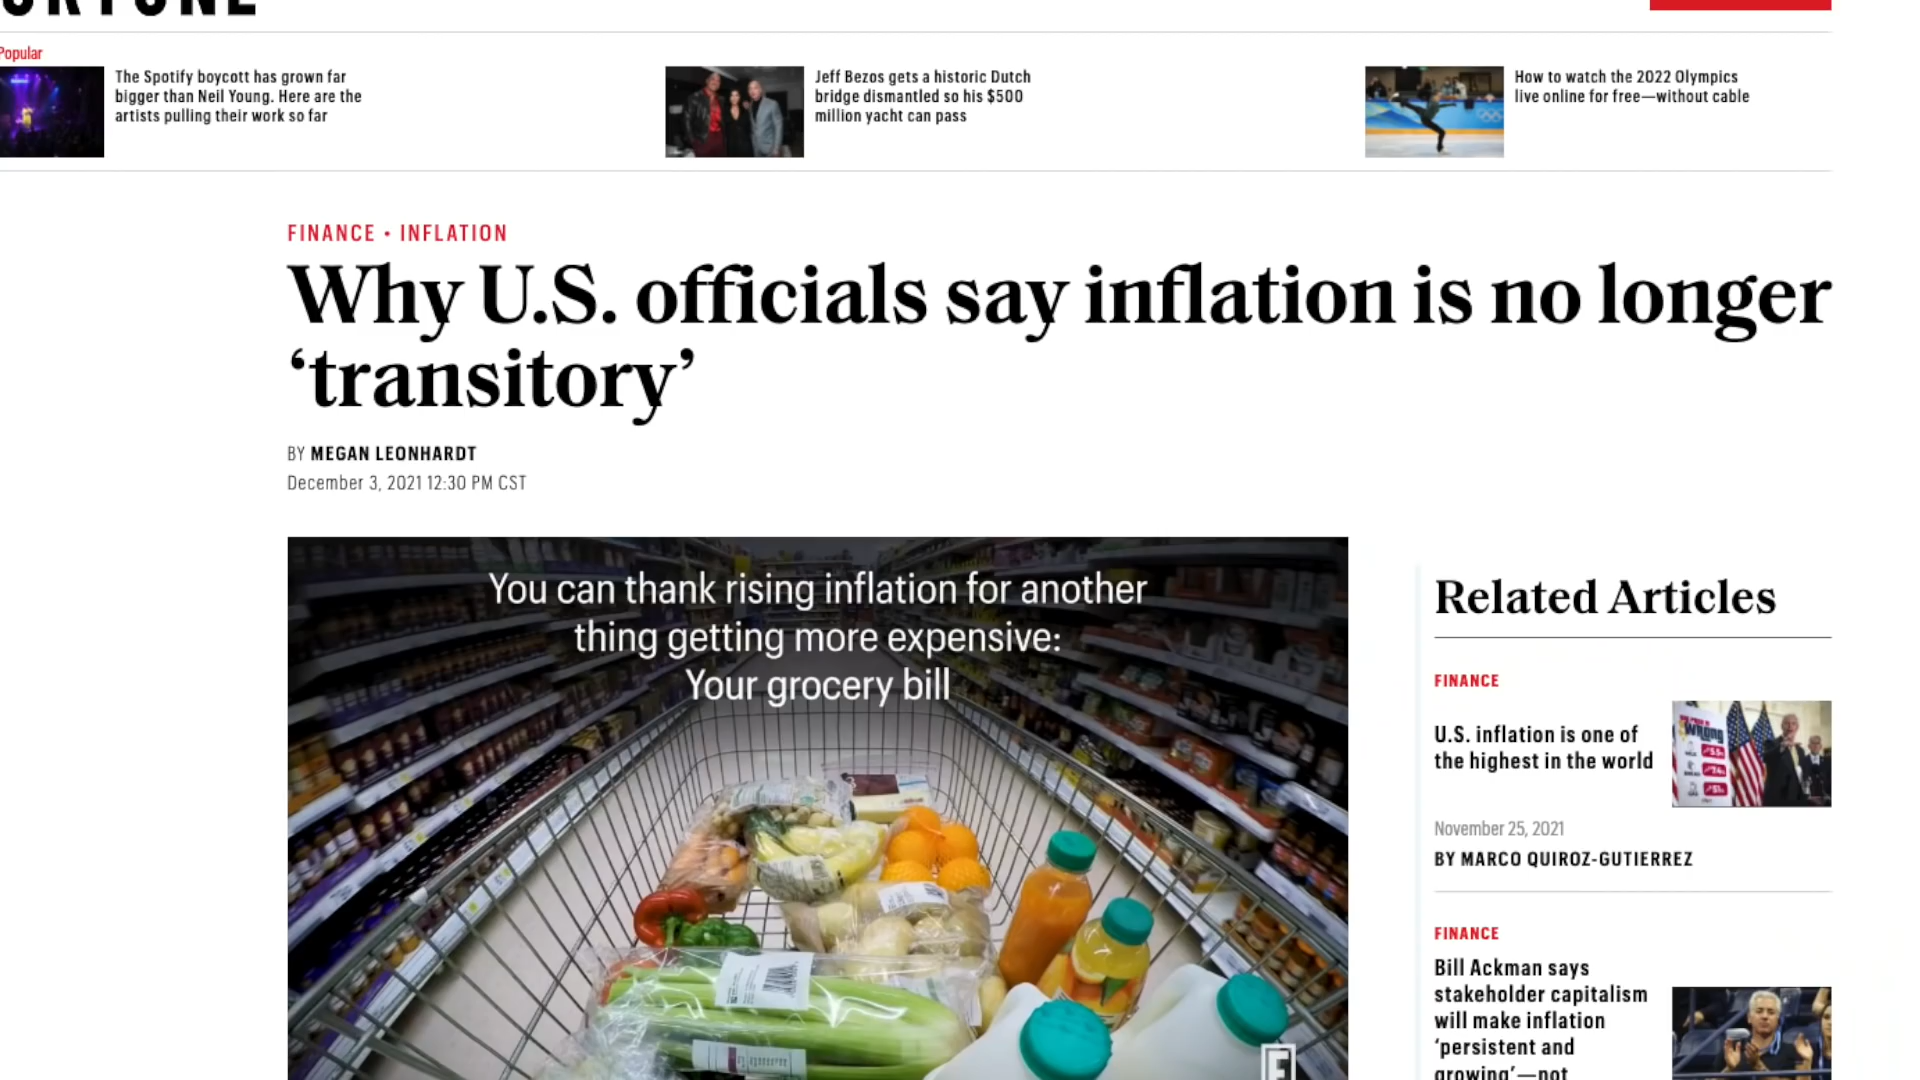 Popular
The Spotify boycott has grown far
bigger than Neil Young. Here are the
artists pulling their work so far
Jeff Bezos gets a historic Dutch
bridge dismantled so his $500
million yacht can pass
How to watch the 2022 Olympics
live online for free—without cable
FINANCE • INFLATION
Why U.S. officials say inflation is no longer
‘transitory’
BY MEGAN LEONHARDT
December 3, 2021 12:30 PM CST
You can thank rising inflation for another
thing getting more expensive:
Your grocery bill
Related Articles
FINANCE
U.S. inflation is one of
the highest in the world
WRONG
November 25, 2021
BY MARCO QUIROZ-GUTIERREZ
FINANCE
Bill Ackman says
stakeholder capitalism
will make inflation
‘persistent and
growing’—not